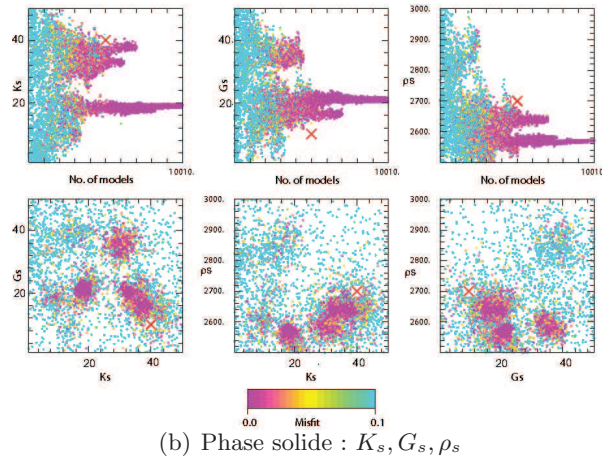 40
20
Ks
No. of models
10010.
40
20
Gs
No. of models
10010.
3000.
2900.
2800.
ρs
2700.
2600.
No. of models
10010.
40
20
Gs
20
40
Ks
3000.
2900.
2800.
ρs
2700.
2600.
20
40
Ks
3000.
2900.
2800.
ρs
2700.
2600.
20
40
Gs
0.0
Misfit
0.1
(b) Phase solide : Ks, Gs, ρs